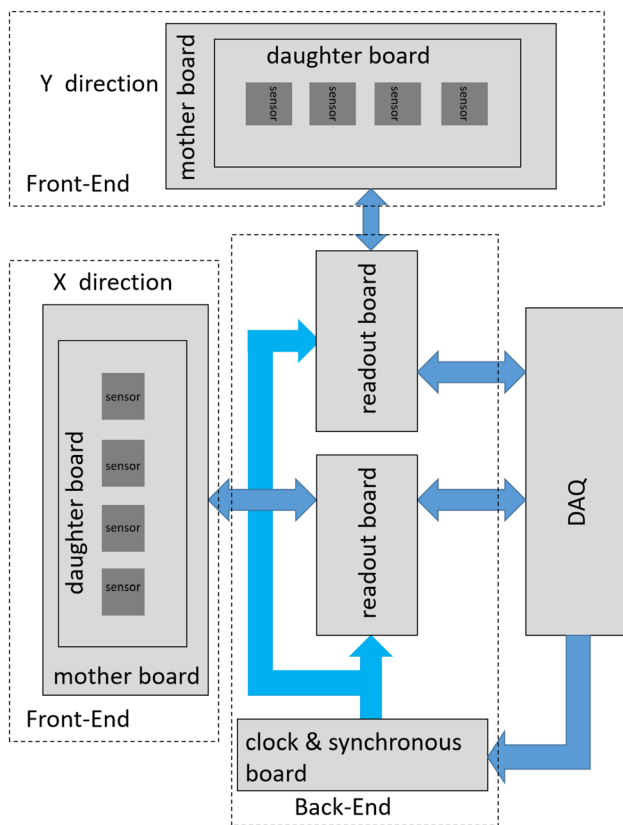 daughter board
Y direction
mother board
sensor
sensor
sensor
sensor
Front-End
X direction
daughter board
sensor
sensor
sensor
sensor
mother board
Front-End
readout board
readout board
DAQ
clock & synchronous
board
Back-End